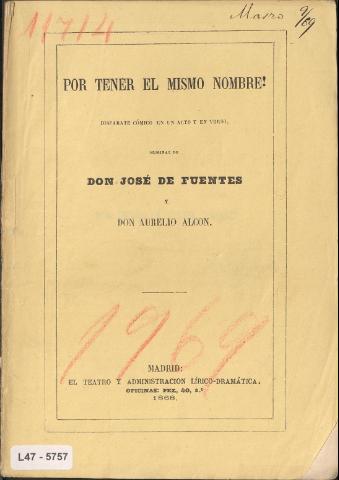 11714
Marzo 9/69
POR TENER EL MISMO NOMBRE!
DISPARATE CÓMICO EN UN ACTO Y EN VERSO,
ORIGINAL DE
DON JOSÉ DE FUENTES
Y
DON AURELIO ALCON.
1969
MADRID:
EL TEATRO Y ADMINISTRACION LÍRICO-DRAMÁTICA.
OFICINAS: PEZ, 40, 2.º
1868.
L47 - 5757